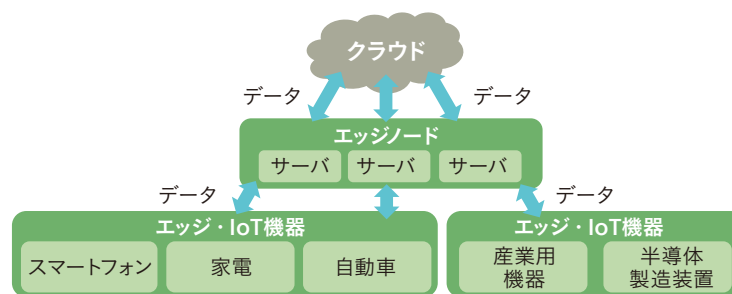 クラウド
データ
データ
エッジノード
サーバ
サーバ
サーバ
データ
データ
エッジ・IoT機器
スマートフォン
家電
自動車
エッジ・IoT機器
産業用
機器
半導体
製造装置